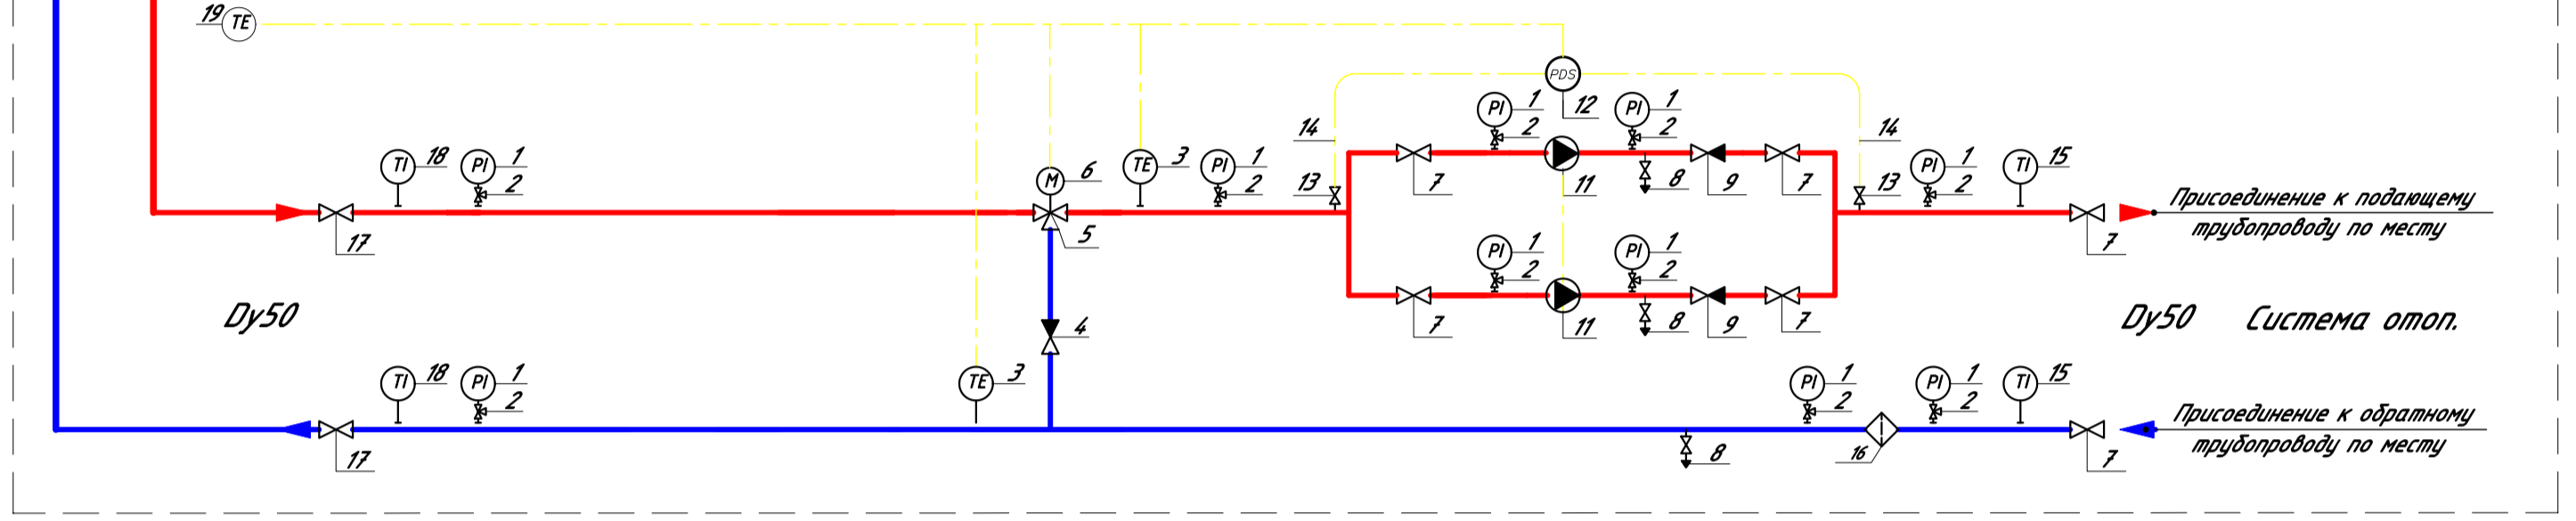 19 TE
PDS
12
PI 1 PI 1
2 2
14 14
TI 18 PI 1
2
M 6 TE 3 PI 1
2
13 7 11 8 9 7 13
PI 1 TI 15
2
Присоединение к подающему
трубопроводу по месту
17 5 7
PI 1 PI 1
2 2
7 11 8 9 7
Dy50
4
Dy50 Система отоп.
TI 18 PI 1
2
TE 3
PI 1 PI 1 TI 15
2 2
Присоединение к обратному
трубопроводу по месту
17 8 16 7